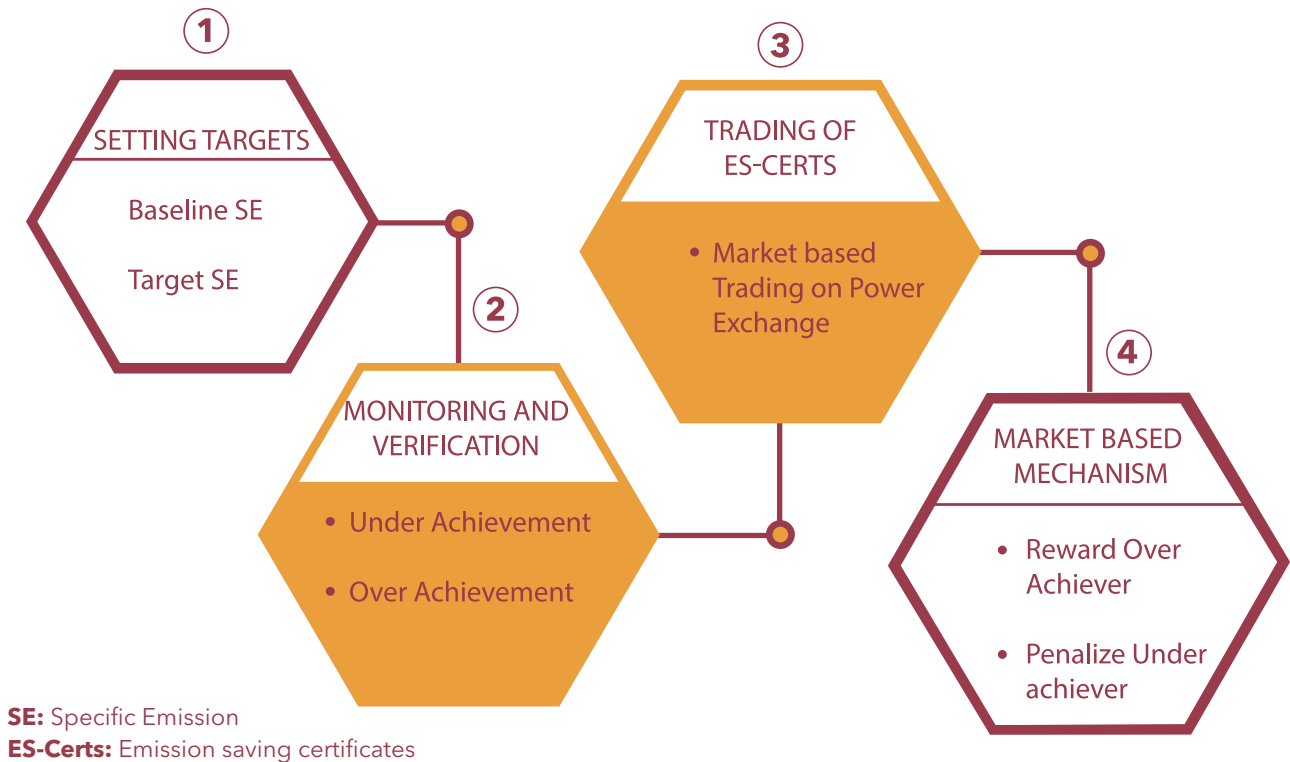 1
SETTING TARGETS
Baseline SE
Target SE
2
MONITORING AND
VERIFICATION
• Under Achievement
• Over Achievement
3
TRADING OF
ES-CERTS
• Market based
Trading on Power
Exchange
4
MARKET BASED
MECHANISM
• Reward Over
Achiever
• Penalize Under
achiever
SE: Specific Emission
ES-Certs: Emission saving certificates